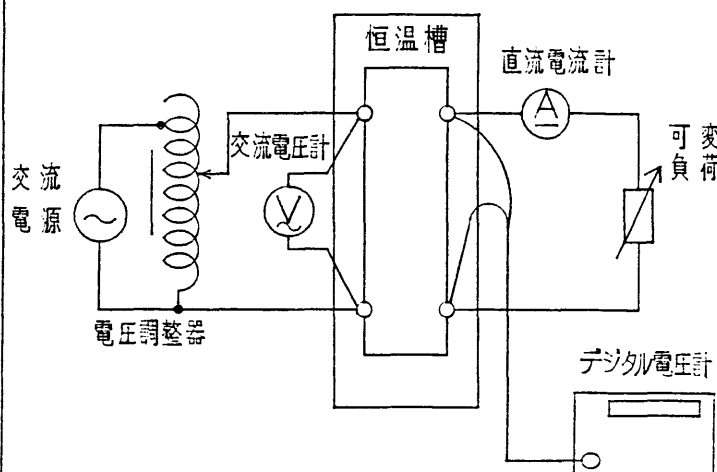 恒温槽
直流電流計
A
交流電圧計
V
交流
電源
可変
負荷
電圧調整器
デジタル電圧計